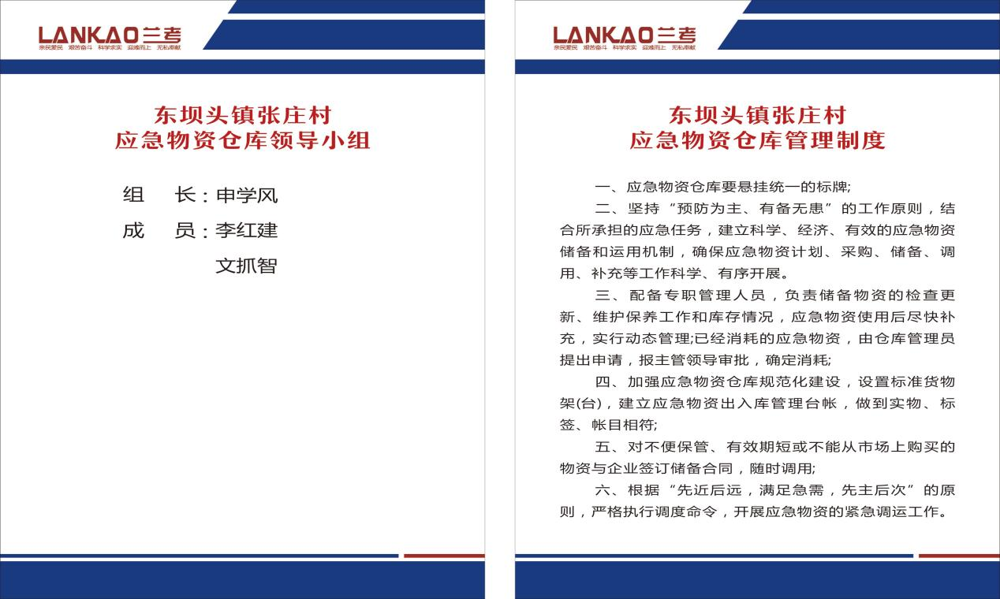 LANKAO兰考
亲民爱民 艰苦奋斗 科学求实 迎难而上 无私奉献
东坝头镇张庄村
应急物资仓库领导小组
组 长：申学风
成 员：李红建
文抓智
LANKAO兰考
亲民爱民 艰苦奋斗 科学求实 迎难而上 无私奉献
东坝头镇张庄村
应急物资仓库管理制度
一、应急物资仓库要悬挂统一的标牌;
二、坚持“预防为主、有备无患”的工作原则，结
合所承担的应急任务，建立科学、经济、有效的应急物资
储备和运用机制，确保应急物资计划、采购、储备、调
用、补充等工作科学、有序开展。
三、配备专职管理人员，负责储备物资的检查更
新、维护保养工作和库存情况，应急物资使用后尽快补
充，实行动态管理;已经消耗的应急物资，由仓库管理员
提出申请，报主管领导审批，确定消耗;
四、加强应急物资仓库规范化建设，设置标准货物
架(台)，建立应急物资出入库管理台帐，做到实物、标
签、帐目相符;
五、对不便保管、有效期短或不能从市场上购买的
物资与企业签订储备合同，随时调用;
六、根据“先近后远，满足急需，先主后次”的原
则，严格执行调度命令，开展应急物资的紧急调运工作。